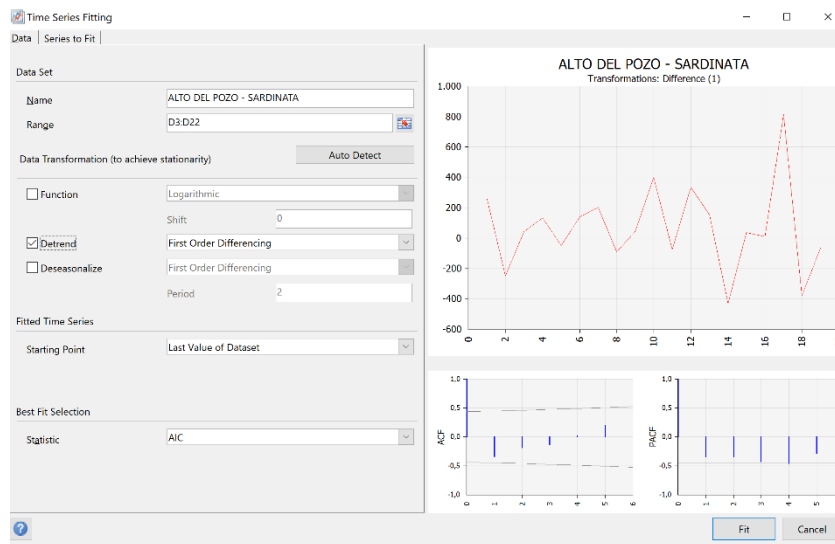 Time Series Fitting
Data Series to Fit
Data Set
Name ALTO DEL POZO - SARDINATA
Range D3:D22
Data Transformation (to achieve stationarity) Auto Detect
Function Logarithmic
Shift 0
Detrend First Order Differencing
Deseasonalize First Order Differencing
Period 2
Fitted Time Series
Starting Point Last Value of Dataset
Best Fit Selection
Statistic AIC
ALTO DEL POZO - SARDINATA
Transformations: Difference (1)
1.000
800
600
400
200
0
-200
-400
-600
0 2 4 6 8 10 12 14 16 18
ACF
1,0
0,5
0,0
-0,5
-1,0
0 1 2 3 4 5 6
PACF
1,0
0,5
0,0
-0,5
-1,0
0 1 2 3 4 5
Fit Cancel